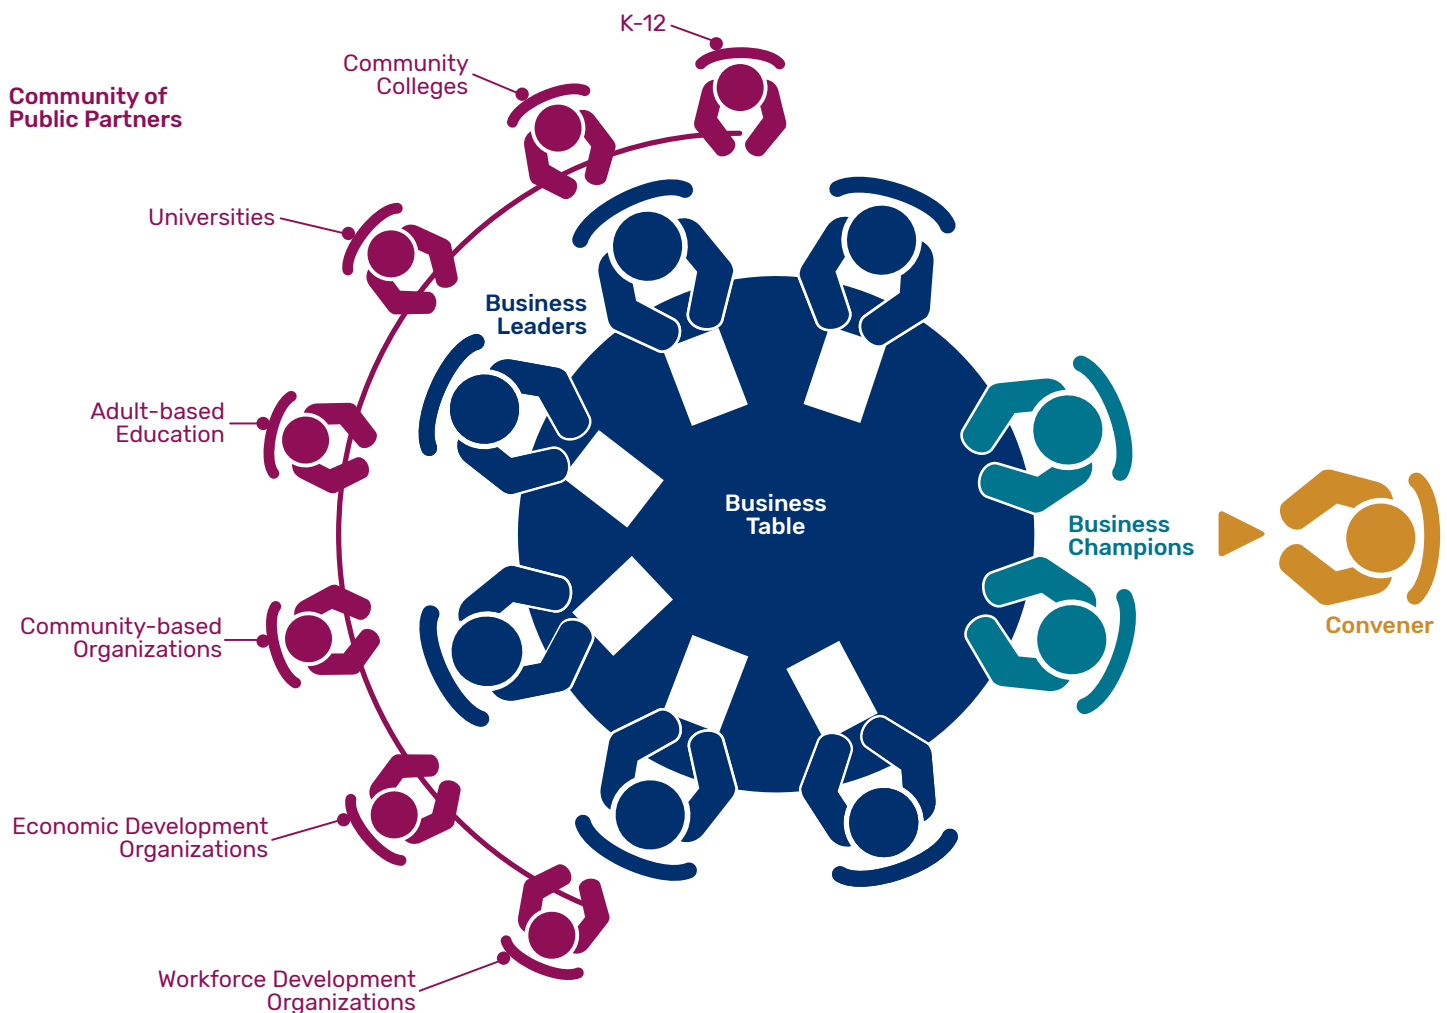 K-12
Community
Colleges
Community of
Public Partners
Universities
Business
Leaders
Adult-based
Education
Business
Table
Business
Champions
Convener
Community-based
Organizations
Economic Development
Organizations
Workforce Development
Organizations